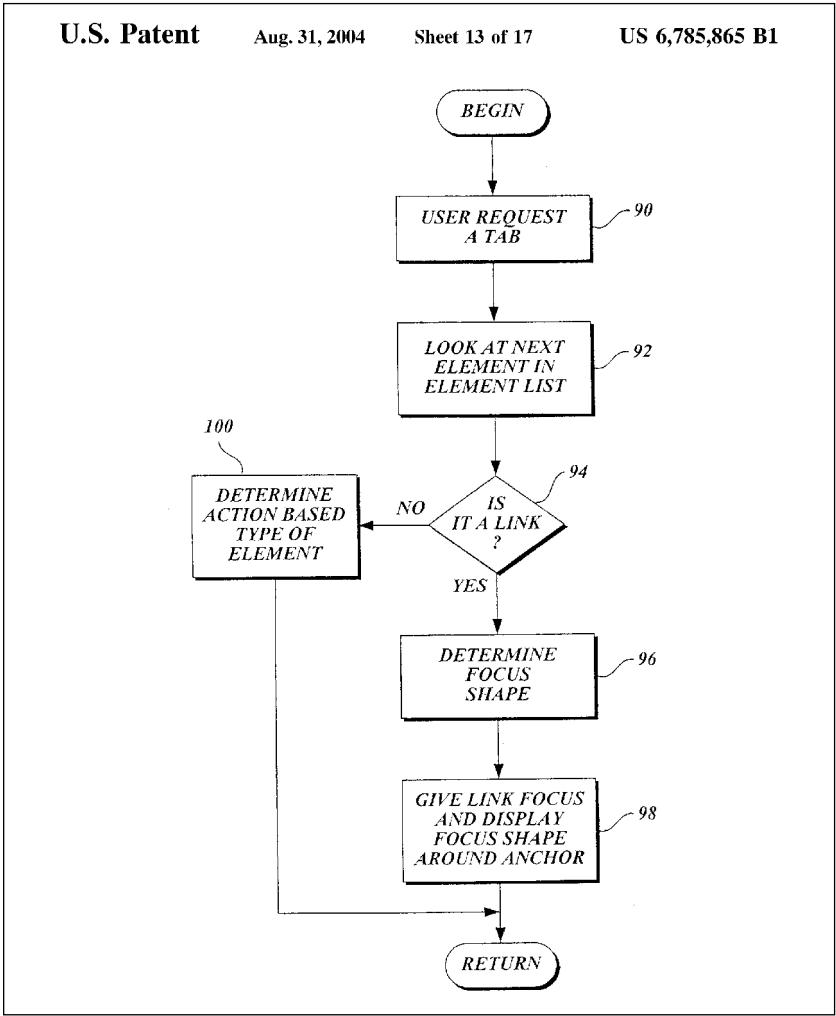 U.S. Patent Aug. 31, 2004 Sheet 13 of 17 US 6,785,865 B1
BEGIN
USER REQUEST
A TAB
90
LOOK AT NEXT
ELEMENT IN
ELEMENT LIST
92
IS
IT A LINK
?
94
NO
100
DETERMINE
ACTION BASED
TYPE OF
ELEMENT
YES
DETERMINE
FOCUS
SHAPE
96
GIVE LINK FOCUS
AND DISPLAY
FOCUS SHAPE
AROUND ANCHOR
98
RETURN